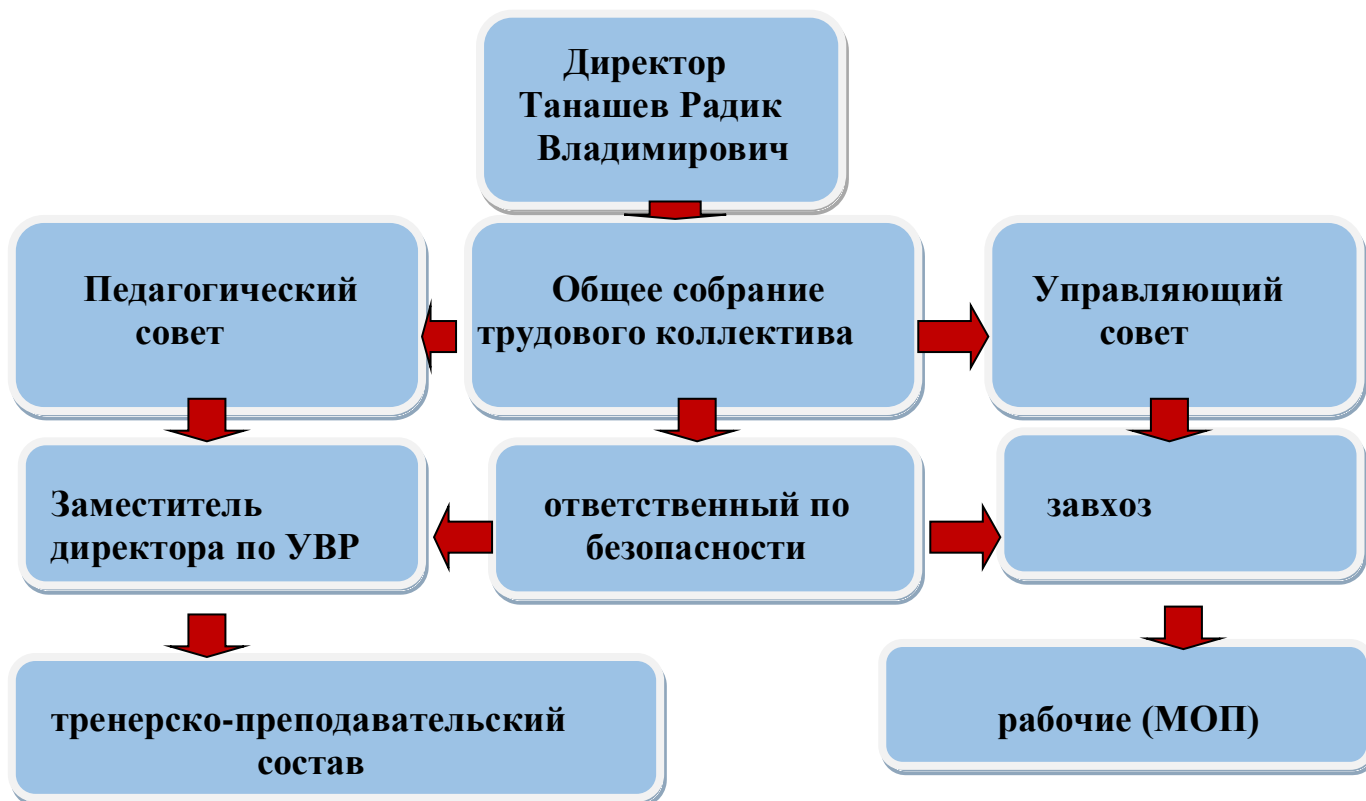 Директор
Танашев Радик
Владимирович
Педагогический
совет
Общее собрание
трудового коллектива
Управляющий
совет
Заместитель
директора по УВР
ответственный по
безопасности
завхоз
тренерско-преподавательский
состав
рабочие (МОП)